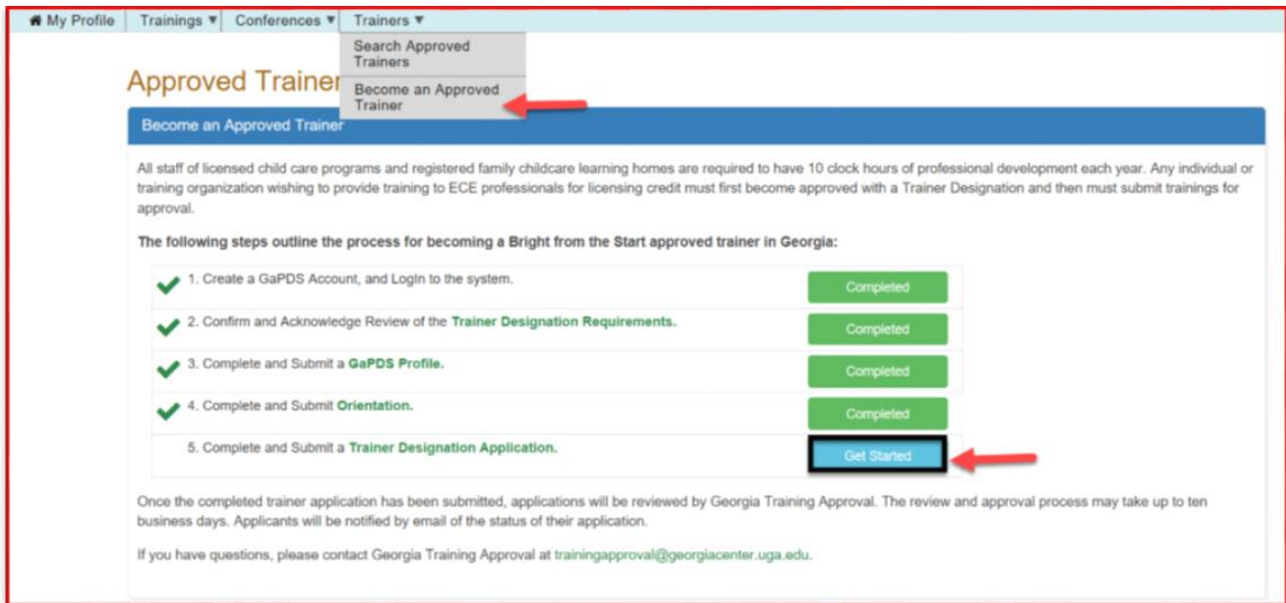 My Profile Trainings ▼ Conferences ▼ Trainers ▼
Search Approved
Trainers
Become an Approved
Trainer
Approved Trainer
Become an Approved Trainer
All staff of licensed child care programs and registered family childcare learning homes are required to have 10 clock hours of professional development each year. Any individual or
training organization wishing to provide training to ECE professionals for licensing credit must first become approved with a Trainer Designation and then must submit trainings for
approval.
The following steps outline the process for becoming a Bright from the Start approved trainer in Georgia:
1. Create a GaPDS Account, and LogIn to the system. Completed
2. Confirm and Acknowledge Review of the Trainer Designation Requirements. Completed
3. Complete and Submit a GaPDS Profile. Completed
4. Complete and Submit Orientation. Completed
5. Complete and Submit a Trainer Designation Application. Get Started
Once the completed trainer application has been submitted, applications will be reviewed by Georgia Training Approval. The review and approval process may take up to ten
business days. Applicants will be notified by email of the status of their application.
If you have questions, please contact Georgia Training Approval at trainingapproval@georgiacenter.uga.edu.